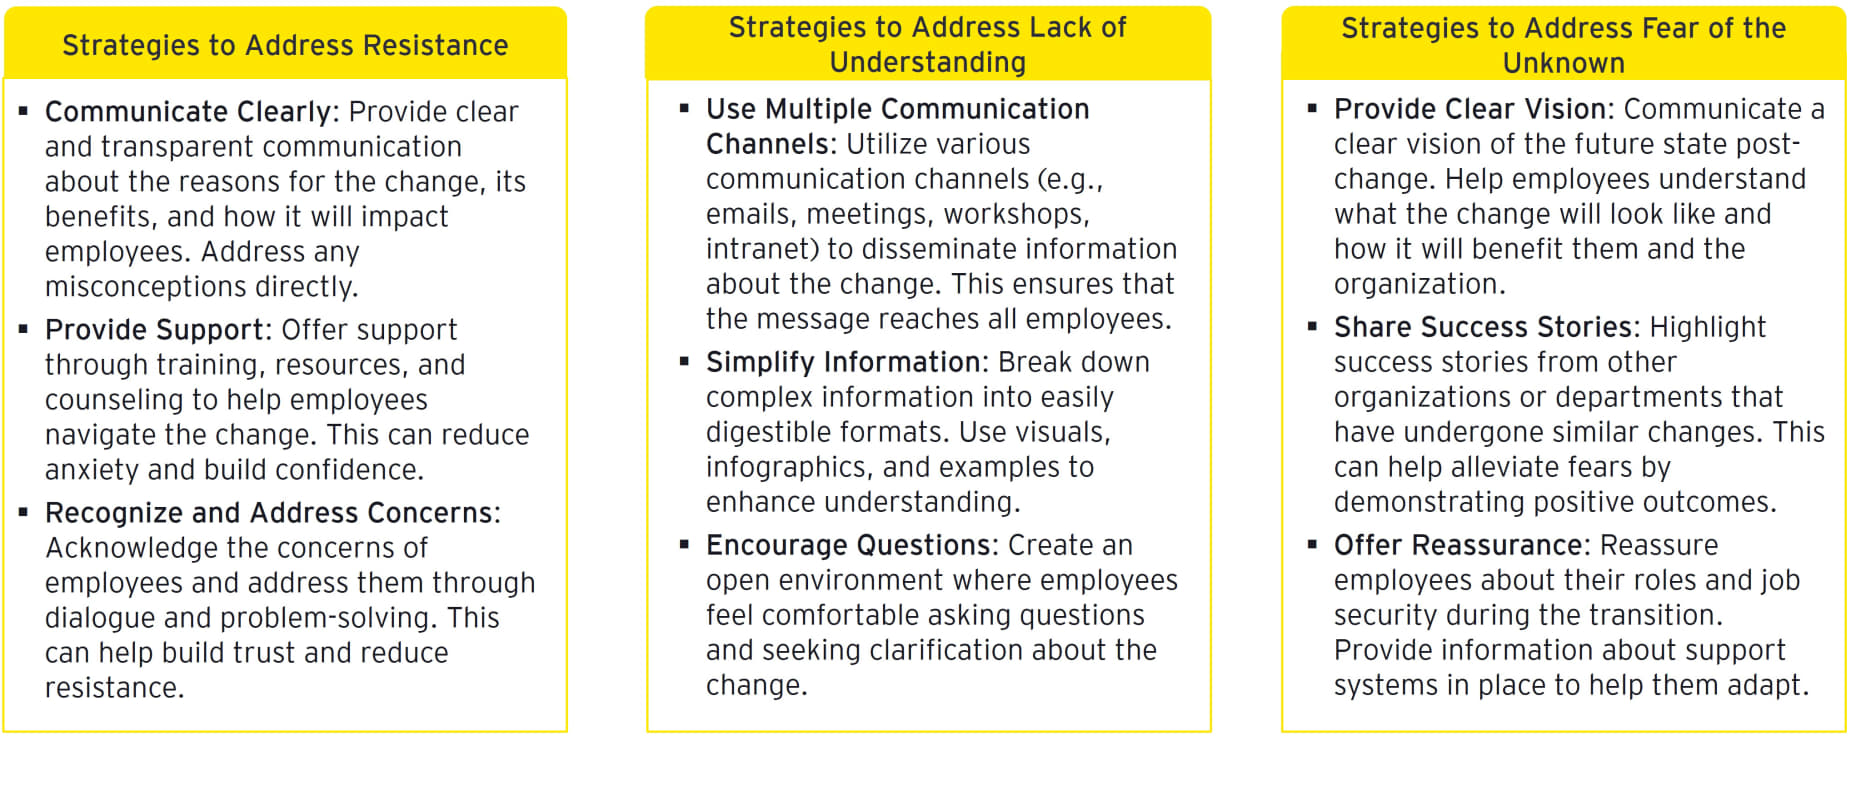 Strategies to Address Resistance
▪ Communicate Clearly: Provide clear
and transparent communication
about the reasons for the change, its
benefits, and how it will impact
employees. Address any
misconceptions directly.
▪ Provide Support: Offer support
through training, resources, and
counseling to help employees
navigate the change. This can reduce
anxiety and build confidence.
▪ Recognize and Address Concerns:
Acknowledge the concerns of
employees and address them through
dialogue and problem-solving. This
can help build trust and reduce
resistance.
Strategies to Address Lack of
Understanding
▪ Use Multiple Communication
Channels: Utilize various
communication channels (e.g.,
emails, meetings, workshops,
intranet) to disseminate information
about the change. This ensures that
the message reaches all employees.
▪ Simplify Information: Break down
complex information into easily
digestible formats. Use visuals,
infographics, and examples to
enhance understanding.
▪ Encourage Questions: Create an
open environment where employees
feel comfortable asking questions
and seeking clarification about the
change.
Strategies to Address Fear of the
Unknown
▪ Provide Clear Vision: Communicate a
clear vision of the future state post-
change. Help employees understand
what the change will look like and
how it will benefit them and the
organization.
▪ Share Success Stories: Highlight
success stories from other
organizations or departments that
have undergone similar changes. This
can help alleviate fears by
demonstrating positive outcomes.
▪ Offer Reassurance: Reassure
employees about their roles and job
security during the transition.
Provide information about support
systems in place to help them adapt.